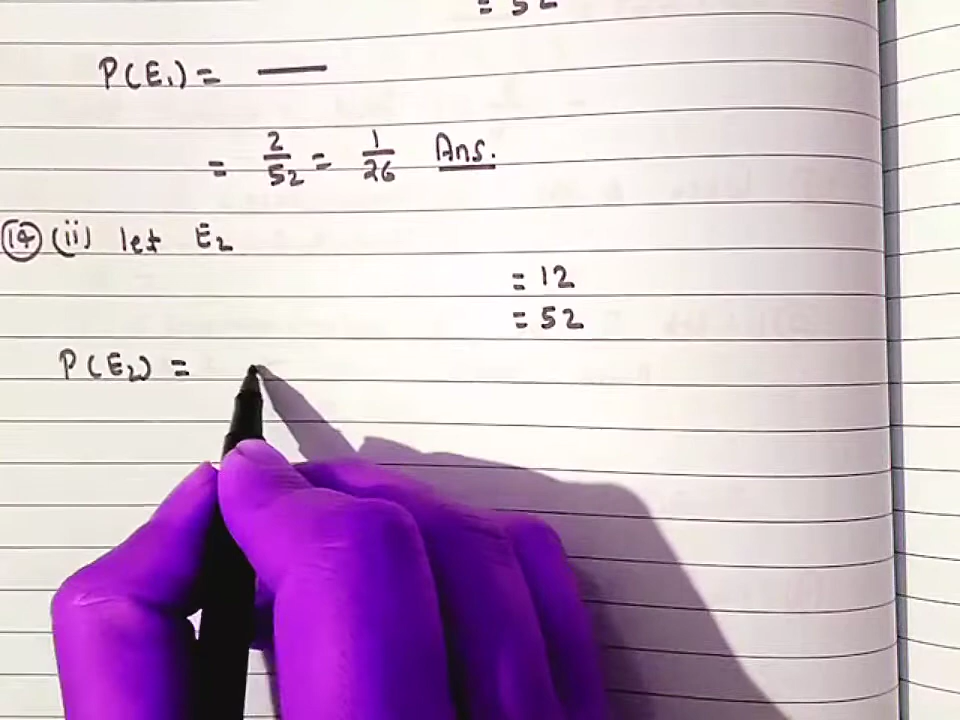 = 52
P(E₁) = —
= 2/52 = 1/26 Ans.
(14) (ii) let E₂
= 12
= 52
P(E₂) =